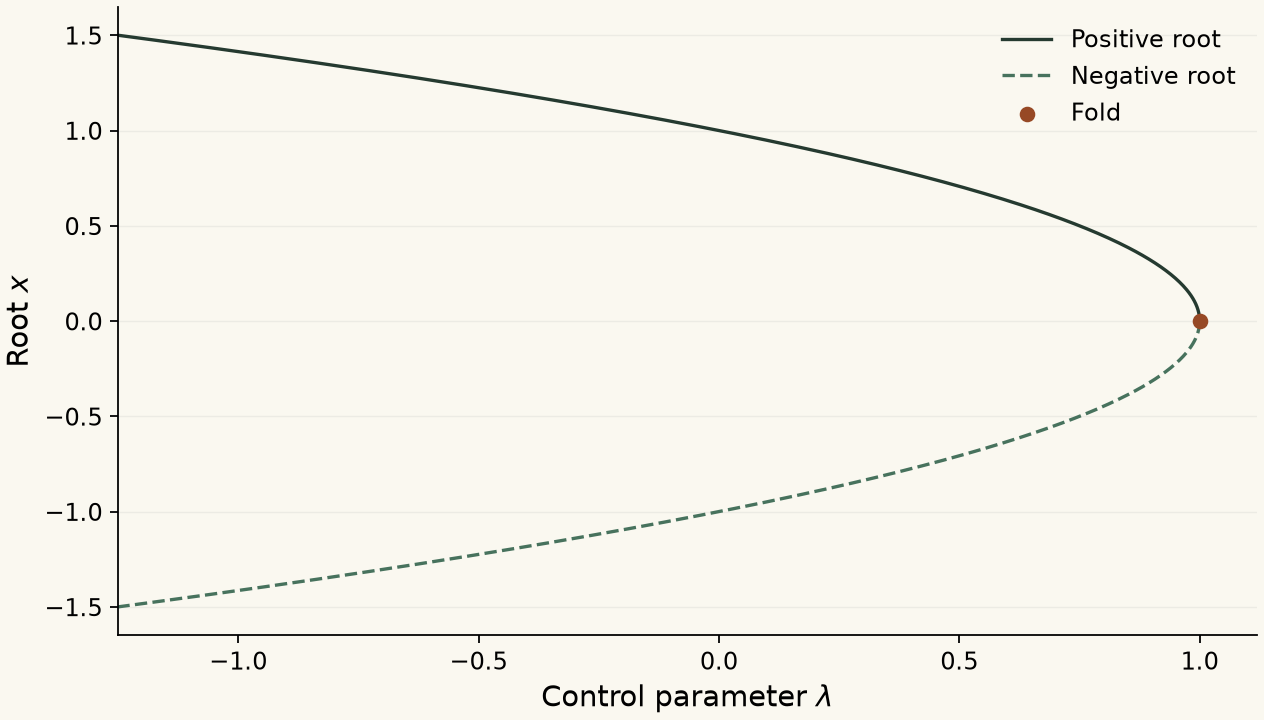 1.5
1.0
0.5
0.0
−0.5
−1.0
−1.5
Root x
Positive root
Negative root
Fold
−1.0
−0.5
0.0
0.5
1.0
Control parameter λ